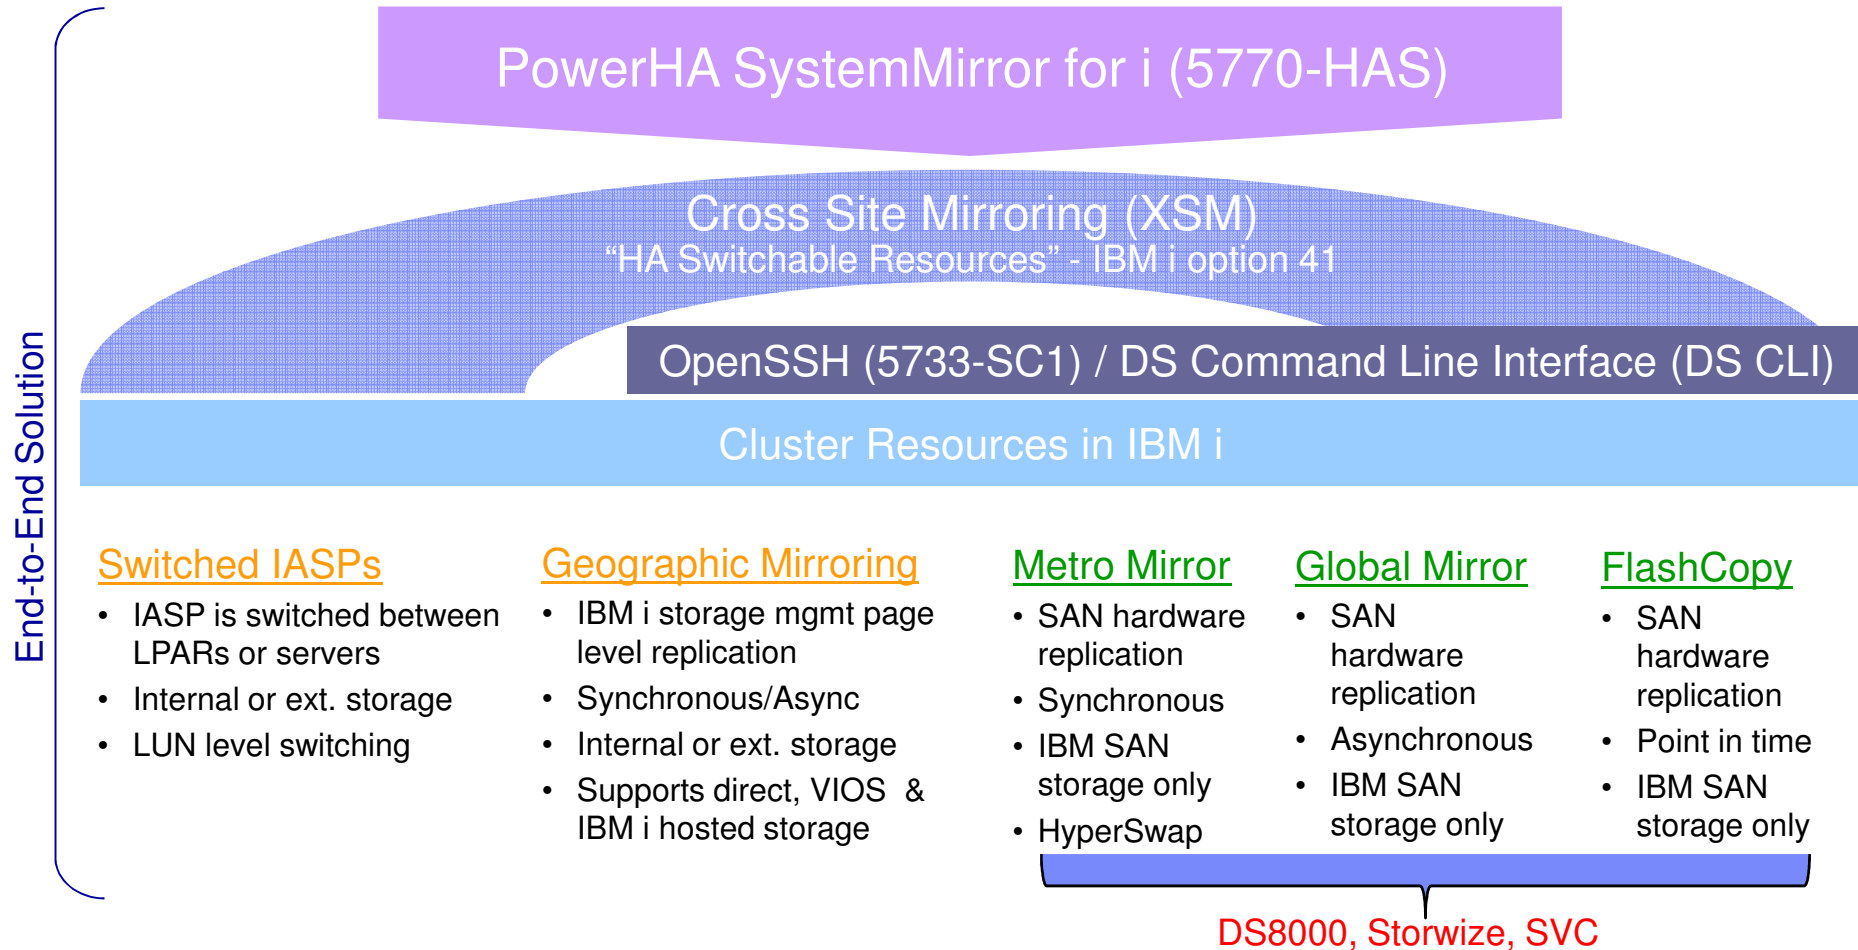 PowerHA SystemMirror for i (5770-HAS)
Cross Site Mirroring (XSM)
“HA Switchable Resources” - IBM i option 41
OpenSSH (5733-SC1) / DS Command Line Interface (DS CLI)
Cluster Resources in IBM i
End-to-End Solution
Switched IASPs
• IASP is switched between
LPARs or servers
• Internal or ext. storage
• LUN level switching
Geographic Mirroring
• IBM i storage mgmt page
level replication
• Synchronous/Async
• Internal or ext. storage
• Supports direct, VIOS &
IBM i hosted storage
Metro Mirror
• SAN hardware
replication
• Synchronous
• IBM SAN
storage only
• HyperSwap
Global Mirror
• SAN
hardware
replication
• Asynchronous
• IBM SAN
storage only
FlashCopy
• SAN
hardware
replication
• Point in time
• IBM SAN
storage only
DS8000, Storwize, SVC